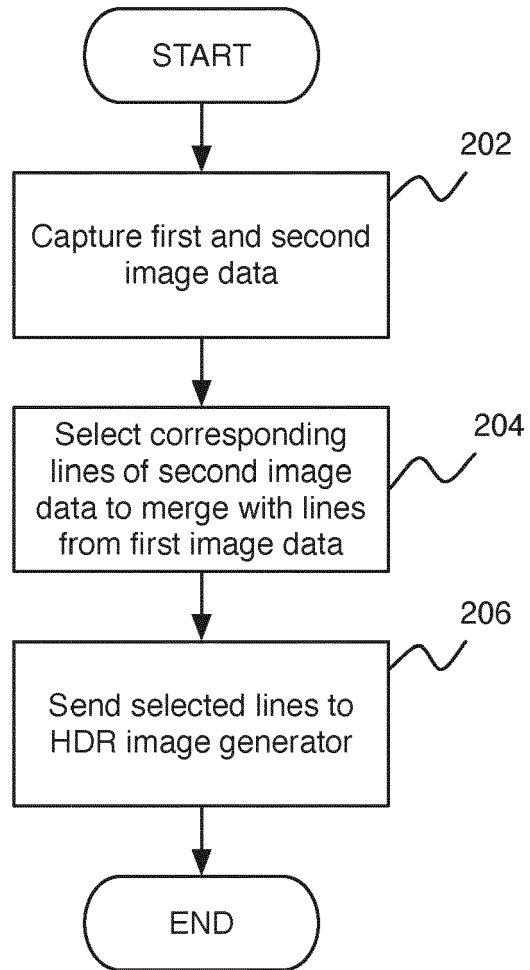 START
202
Capture first and second
image data
204
Select corresponding
lines of second image
data to merge with lines
from first image data
206
Send selected lines to
HDR image generator
END